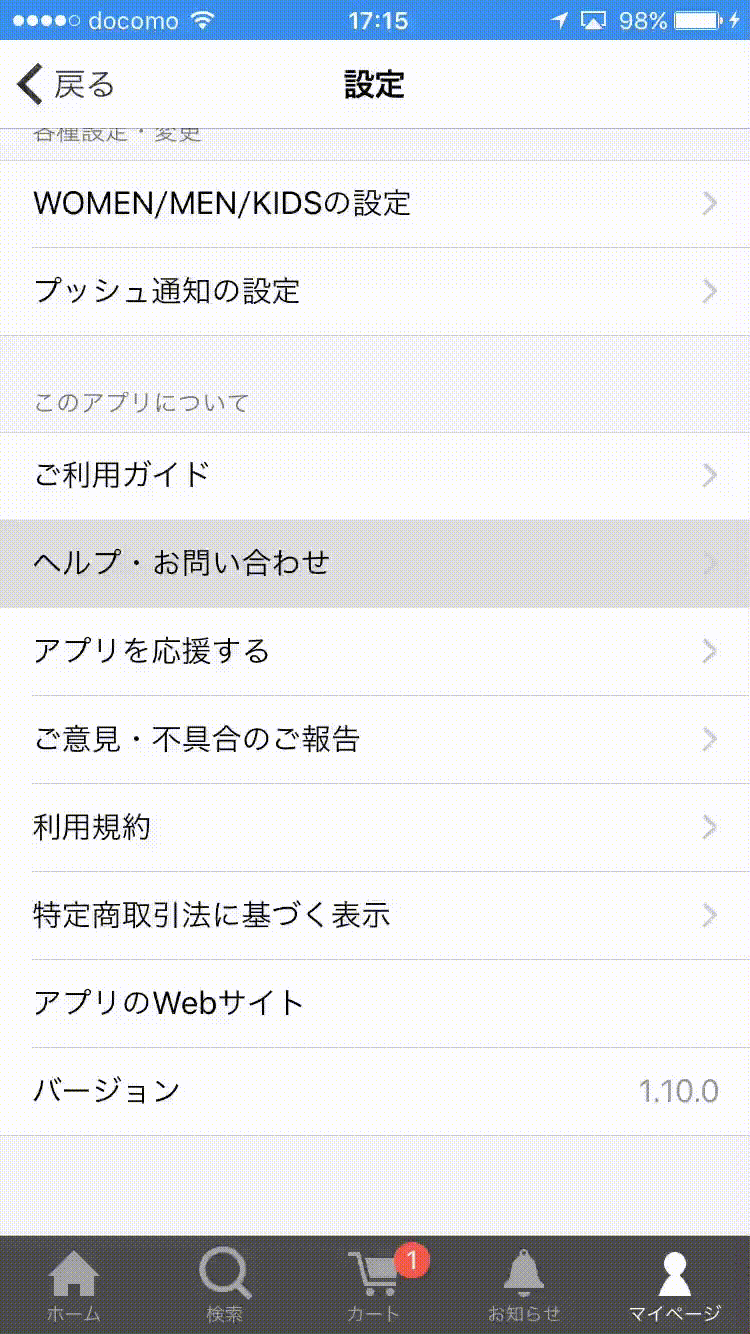 docomo 17:15 98%
戻る 設定
各種設定・変更
WOMEN/MEN/KIDSの設定
プッシュ通知の設定
このアプリについて
ご利用ガイド
ヘルプ・お問い合わせ
アプリを応援する
ご意見・不具合のご報告
利用規約
特定商取引法に基づく表示
アプリのWebサイト
バージョン 1.10.0
1
ホーム 検索 カート お知らせ マイページ